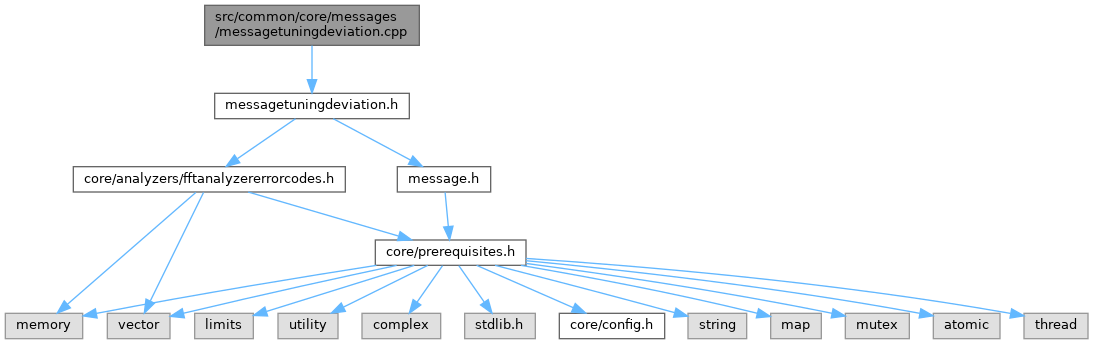 src/common/core/messages
/messagetuningdeviation.cpp
messagetuningdeviation.h
core/analyzers/fftanalyzererrorcodes.h
message.h
core/prerequisites.h
memory
vector
limits
utility
complex
stdlib.h
core/config.h
string
map
mutex
atomic
thread